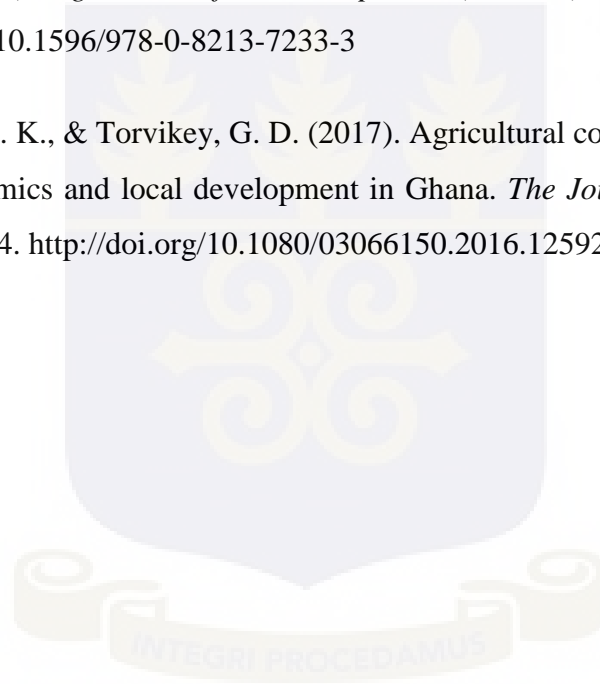 10.1596/978-0-8213-7233-3
. K., & Torvikey, G. D. (2017). Agricultural co
mics and local development in Ghana. The Jou
4. http://doi.org/10.1080/03066150.2016.12592
INTEGRI PROCEDAMUS